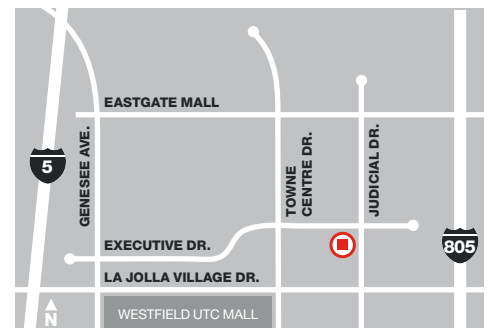 EASTGATE MALL
GENESEE AVE.
TOWNE
CENTRE DR.
JUDICIAL DR.
5
805
EXECUTIVE DR.
LA JOLLA VILLAGE DR.
N
WESTFIELD UTC MALL